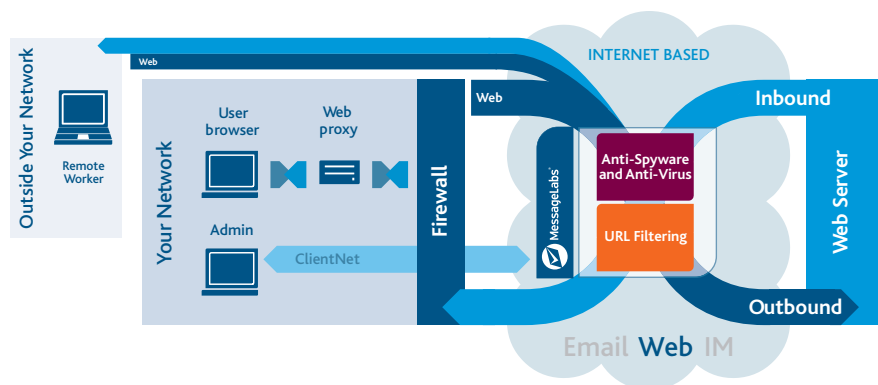 Outside Your Network
Remote
Worker
Web
INTERNET BASED
Your Network
User
browser
Web
proxy
Admin
ClientNet
Firewall
Web
MessageLabs®
Anti-Spyware
and Anti-Virus
URL Filtering
Inbound
Outbound
Web Server
Email Web IM